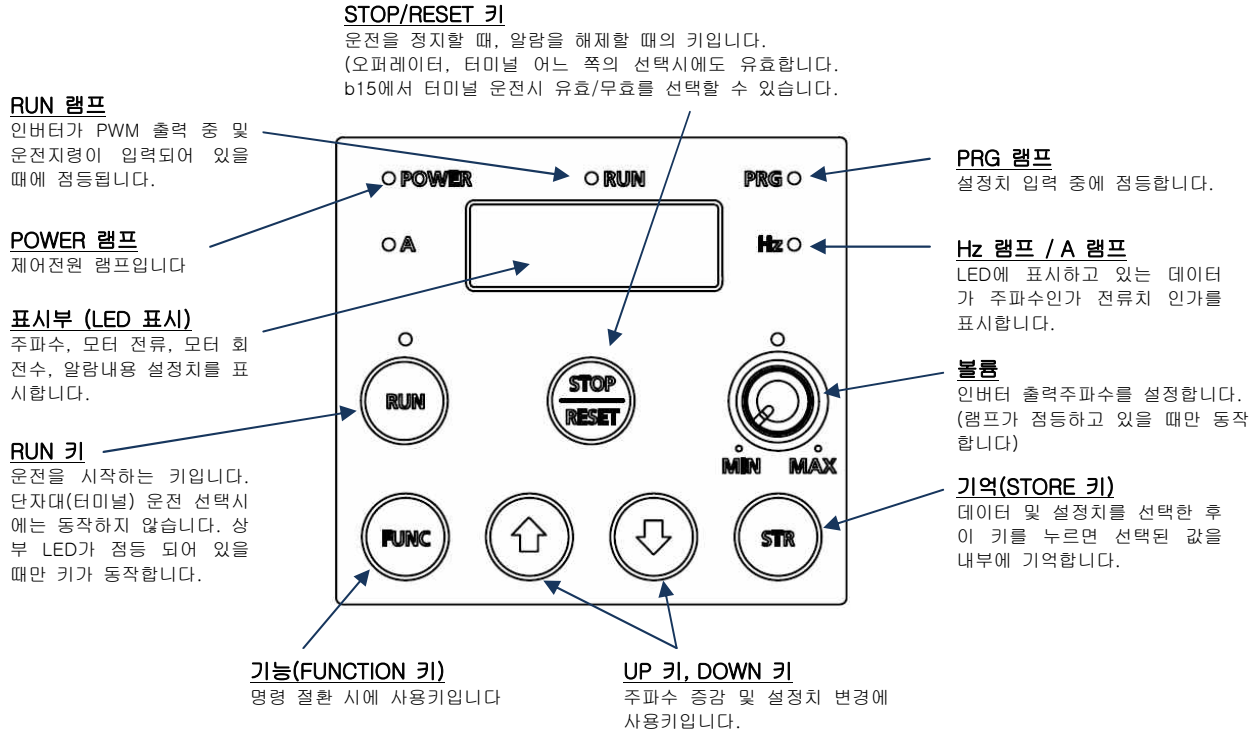 STOP/RESET 키
운전을 정지할 때, 알람을 해제할 때의 키입니다.
(오퍼레이터, 터미널 어느 쪽의 선택시에도 유효합니다.
b15에서 터미널 운전시 유효/무효를 선택할 수 있습니다.
RUN 램프
인버터가 PWM 출력 중 및
운전지령이 입력되어 있을
때에 점등됩니다.
POWER 램프
제어전원 램프입니다
표시부 (LED 표시)
주파수, 모터 전류, 모터 회
전수, 알람내용 설정치를 표
시합니다.
RUN 키
운전을 시작하는 키입니다.
단자대(터미널) 운전 선택시
에는 동작하지 않습니다. 상
부 LED가 점등 되어 있을
때만 키가 동작합니다.
POWER
RUN
PRG
A
Hz
RUN
STOP
RESET
MIN
MAX
FUNC
STR
PRG 램프
설정치 입력 중에 점등합니다.
Hz 램프 / A 램프
LED에 표시하고 있는 데이터
가 주파수인가 전류치 인가를
표시합니다.
볼륨
인버터 출력주파수를 설정합니다.
(램프가 점등하고 있을 때만 동작
합니다)
기억(STORE 키)
데이터 및 설정치를 선택한 후
이 키를 누르면 선택된 값을
내부에 기억합니다.
기능(FUNCTION 키)
명령 절환 시에 사용키입니다
UP 키, DOWN 키
주파수 증감 및 설정치 변경에
사용키입니다.